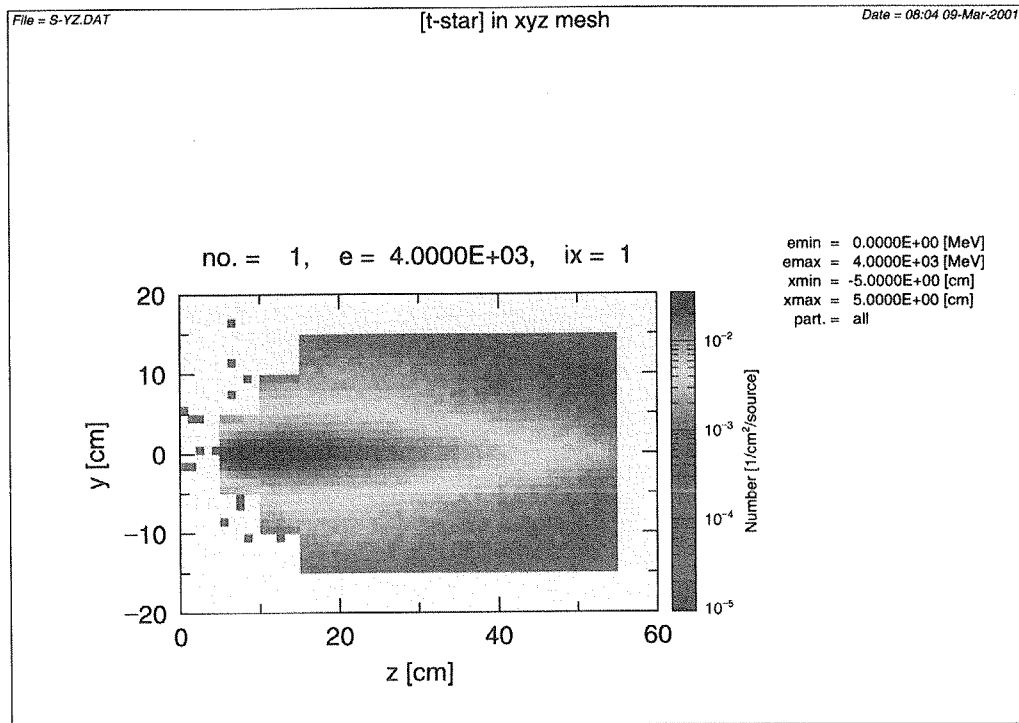 File = S-YZ.DAT
[t-star] in xyz mesh
Date = 08:04 09-Mar-2001
no. = 1, e = 4.0000E+03, ix = 1
emin = 0.0000E+00 [MeV]
emax = 4.0000E+03 [MeV]
xmin = -5.0000E+00 [cm]
xmax = 5.0000E+00 [cm]
part. = all
20
10
0
−10
−20
y [cm]
0
20
40
60
z [cm]
10−2
10−3
10−4
10−5
Number [1/cm2/source]